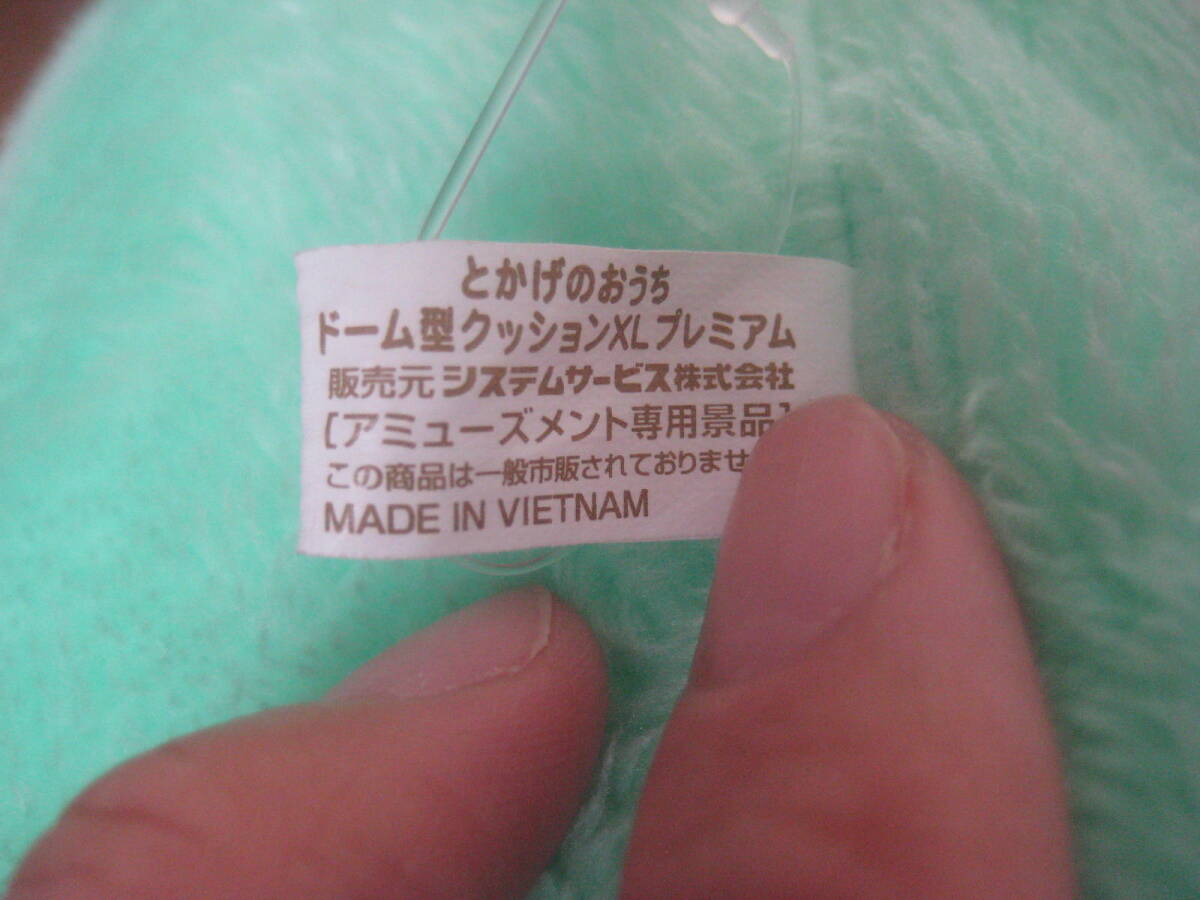 とかげのおうち
ドーム型クッションXLプレミアム
販売元 システムサービス株式会社
[アミューズメント専用景品]
この商品は一般市販されておりませ
MADE IN VIETNAM